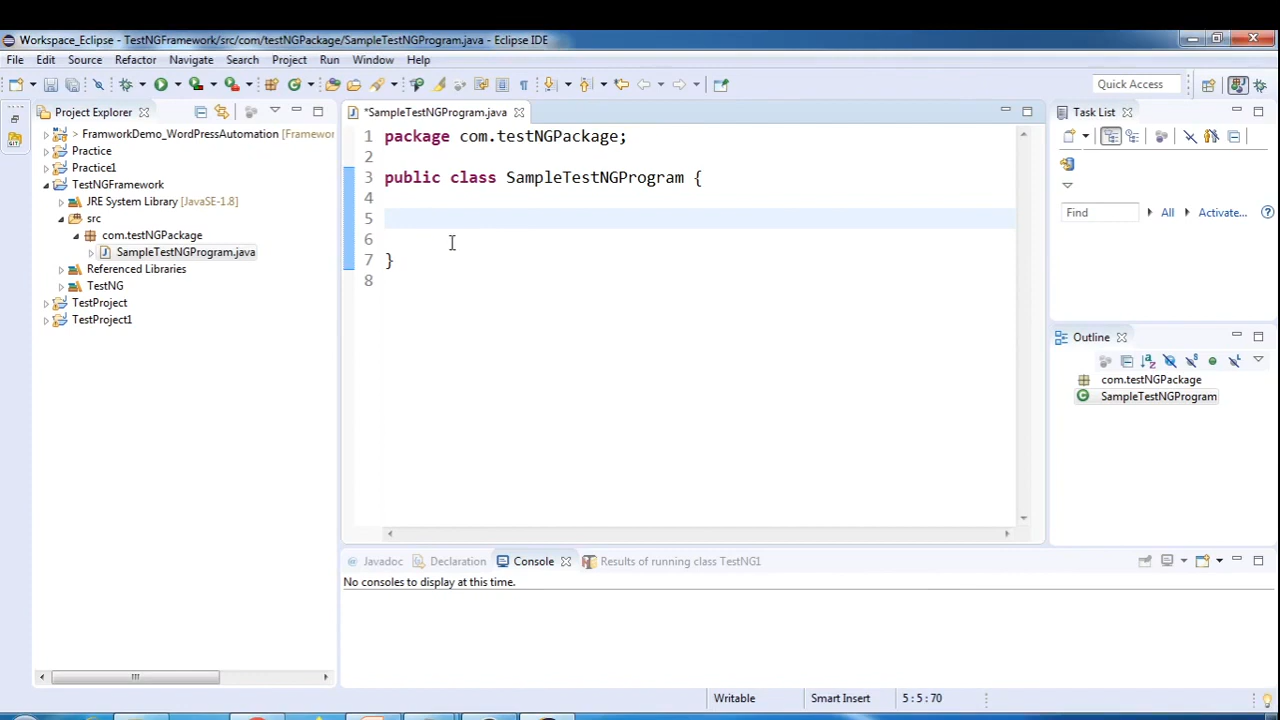 Workspace_Eclipse - TestNGFramework/src/com/testNGPackage/SampleTestNGProgram.java - Eclipse IDE
File Edit Source Refactor Navigate Search Project Run Window Help
Quick Access
Project Explorer
> FramworkDemo_WordPressAutomation [Framewor
Practice
Practice1
TestNGFramework
JRE System Library [JavaSE-1.8]
src
com.testNGPackage
SampleTestNGProgram.java
Referenced Libraries
TestNG
TestProject
TestProject1
*SampleTestNGProgram.java
1 package com.testNGPackage;
2
3 public class SampleTestNGProgram {
4
5
6
7 }
8
Task List
Find All Activate...
Outline
com.testNGPackage
SampleTestNGProgram
Javadoc Declaration Console Results of running class TestNG1
No consoles to display at this time.
Writable Smart Insert 5 : 5 : 70